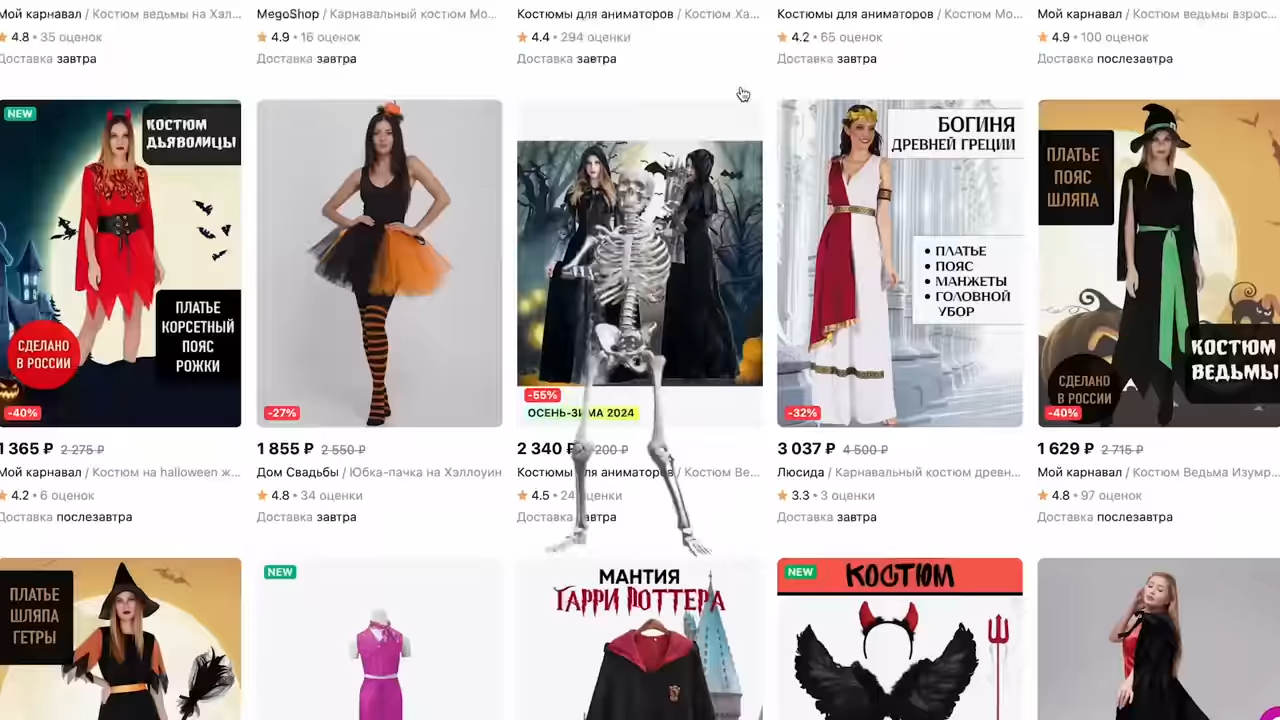 Мой карнавал / Костюм ведьмы на Хал...
4.8 • 35 оценок
Доставка завтра
MegoShop / Карнавальный костюм Мо...
4.9 • 16 оценок
Доставка завтра
Костюмы для аниматоров / Костюм Ха...
4.4 • 294 оценки
Доставка завтра
Костюмы для аниматоров / Костюм Мо...
4.2 • 65 оценок
Доставка завтра
Мой карнавал / Костюм ведьмы взрос...
4.9 • 100 оценок
Доставка послезавтра
NEW
КОСТЮМ
ДЬЯВОЛИЦЫ
ПЛАТЬЕ
КОРСЕТНЫЙ
ПОЯС
РОЖКИ
СДЕЛАНО
В РОССИИ
-40%
1 365 ₽ 2 275 ₽
Мой карнавал / Костюм на halloween ж...
4.2 • 6 оценок
Доставка послезавтра
-27%
1 855 ₽ 2 550 ₽
Дом Свадьбы / Юбка-пачка на Хэллоуин
4.8 • 34 оценки
Доставка завтра
-55%
ОСЕНЬ-ЗИМА 2024
2 340 ₽ 200 ₽
Костюмы для аниматоров / Костюм Ве...
4.5 • 24 оценки
Доставка завтра
БОГИНЯ
ДРЕВНЕЙ ГРЕЦИИ
• ПЛАТЬЕ
• ПОЯС
• МАНЖЕТЫ
• ГОЛОВНОЙ
УБОР
-32%
3 037 ₽ 4 500 ₽
Люсида / Карнавальный костюм древн...
3.3 • 3 оценки
Доставка завтра
ПЛАТЬЕ
ПОЯС
ШЛЯПА
КОСТЮМ
ВЕДЬМЫ
СДЕЛАНО
В РОССИИ
-40%
1 629 ₽ 2 715 ₽
Мой карнавал / Костюм Ведьма Изумр...
4.8 • 97 оценок
Доставка послезавтра
ПЛАТЬЕ
ШЛЯПА
ГЕТРЫ
NEW
МАНТИЯ
ГАРРИ ПОТТЕРА
NEW
КОСТЮМ